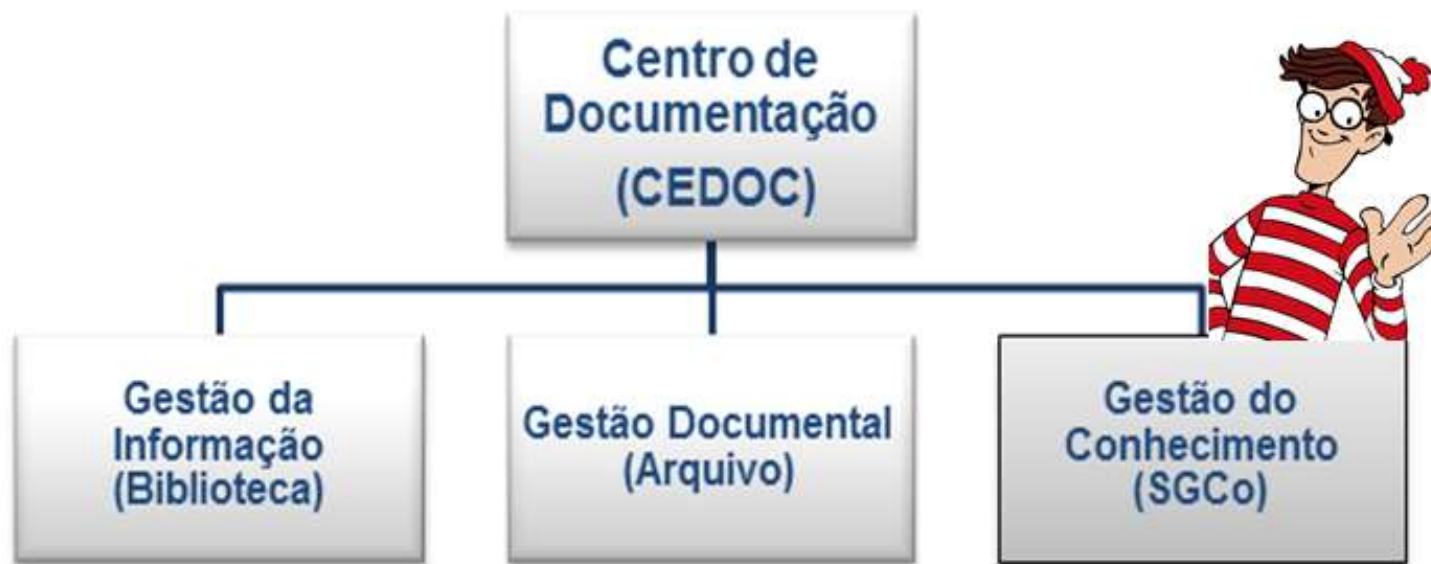 Centro de
Documentação
(CEDOC)
Gestão da
Informação
(Biblioteca)
Gestão Documental
(Arquivo)
Gestão do
Conhecimento
(SGCo)